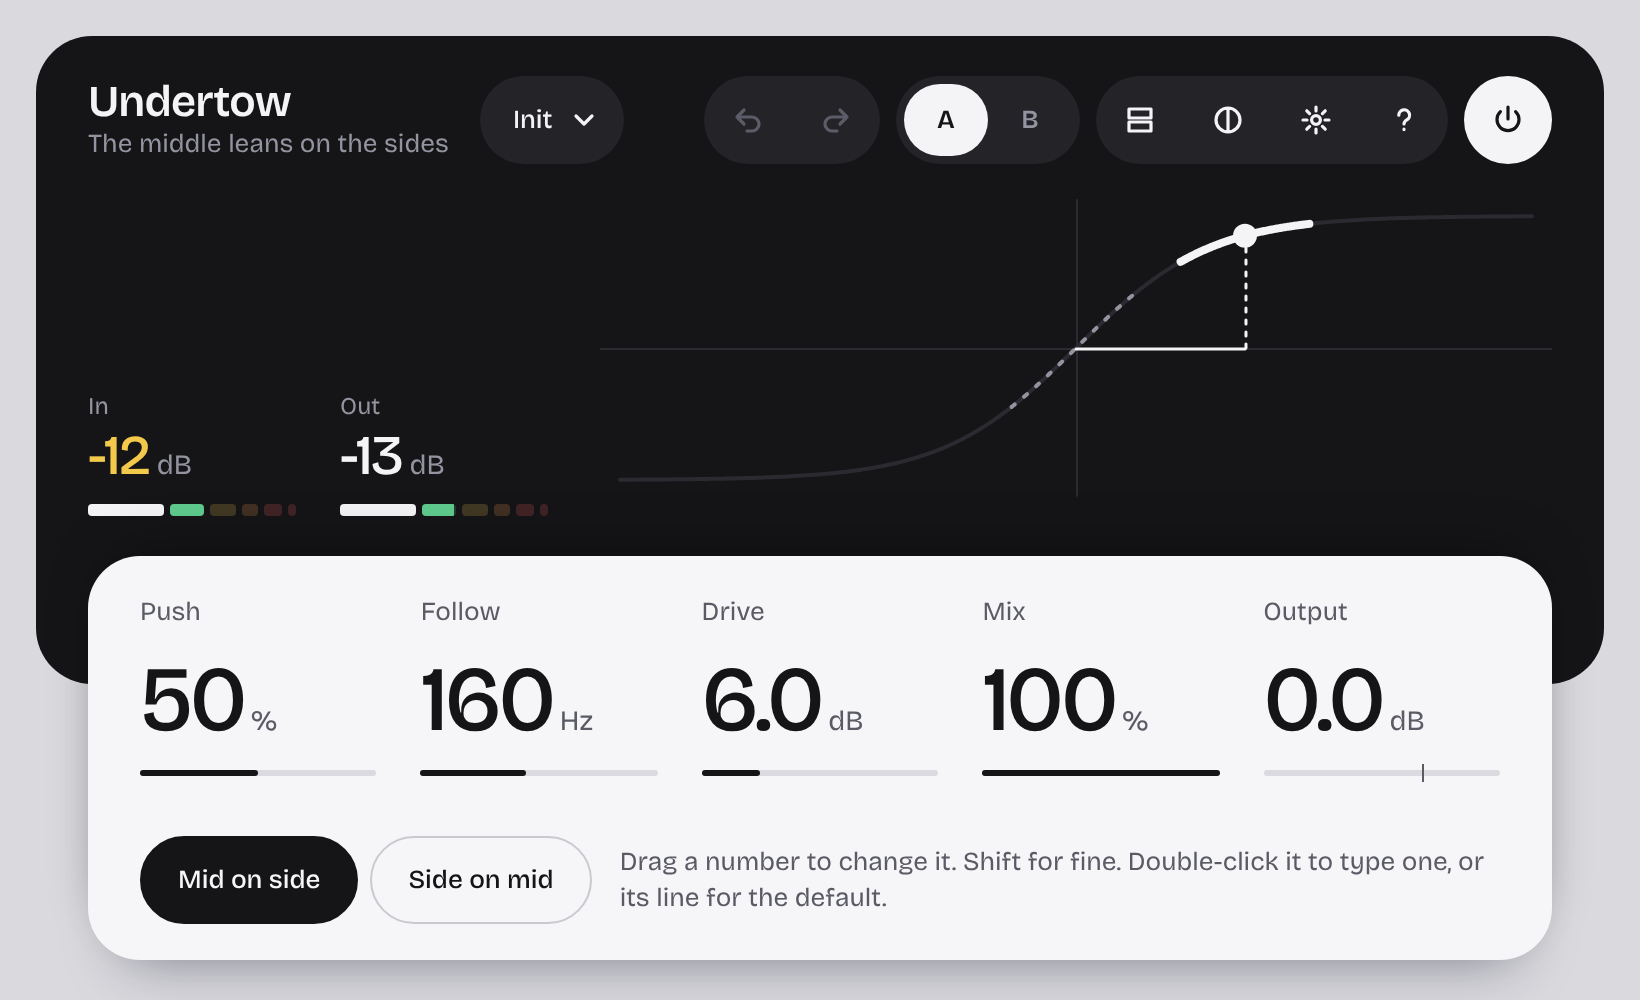 Undertow
The middle leans on the sides
Init
A
B
?
In
-12 dB
Out
-13 dB
Push
50 %
Follow
160 Hz
Drive
6.0 dB
Mix
100 %
Output
0.0 dB
Mid on side
Side on mid
Drag a number to change it. Shift for fine. Double-click it to type one, or
its line for the default.